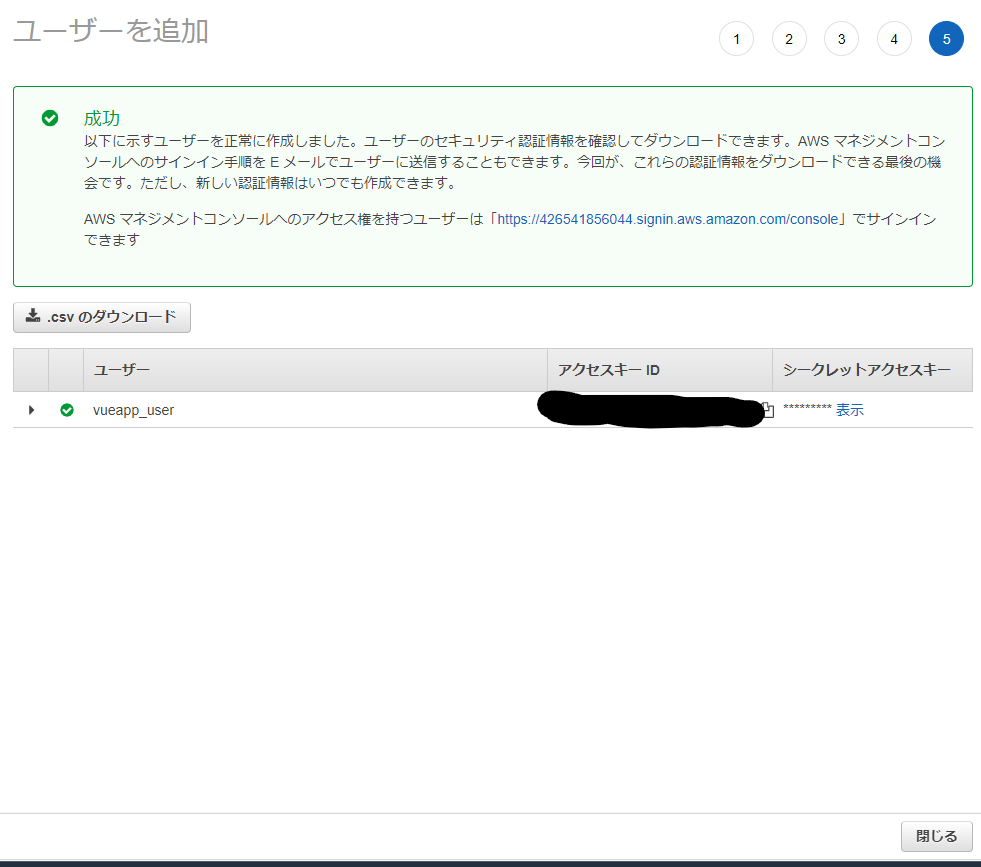 ユーザーを追加
1 2 3 4 5
成功
以下に示すユーザーを正常に作成しました。ユーザーのセキュリティ認証情報を確認してダウンロードできます。AWS マネジメントコン
ソールへのサインイン手順を E メールでユーザーに送信することもできます。今回が、これらの認証情報をダウンロードできる最後の機
会です。ただし、新しい認証情報はいつでも作成できます。
AWS マネジメントコンソールへのアクセス権を持つユーザーは「https://426541856044.signin.aws.amazon.com/console」でサインイン
できます
.csv のダウンロード
ユーザー アクセスキー ID シークレットアクセスキー
vueapp_user ********* 表示
閉じる